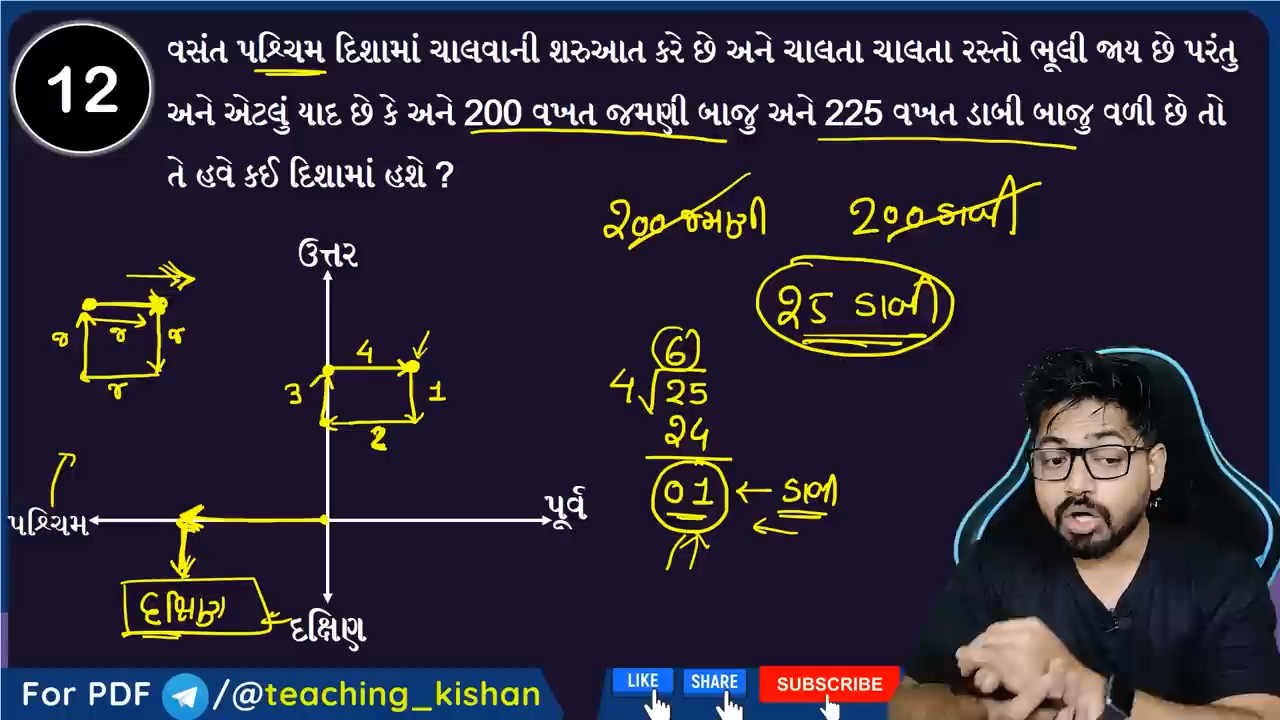 12
વસંત પશ્ચિમ દિશામાં ચાલવાની શરુઆત કરે છે અને ચાલતા ચાલતા રસ્તો ભૂલી જાય છે પરંતુ
અને એટલું યાદ છે કે અને 200 વખત જમણી બાજુ અને 225 વખત ડાબી બાજુ વળી છે તો
તે હવે કઈ દિશામાં હશે ?
૨૦૦ જમણી
200 ડાબી
25 ડાબી
ઉત્તર
જ
જ
જ
જ
4
3
1
2
6
4 25
24
01 ← ડાબી
પશ્ચિમ
પૂર્વ
દક્ષિણ
દક્ષિણ
For PDF /@teaching_kishan
LIKE
SHARE
SUBSCRIBE